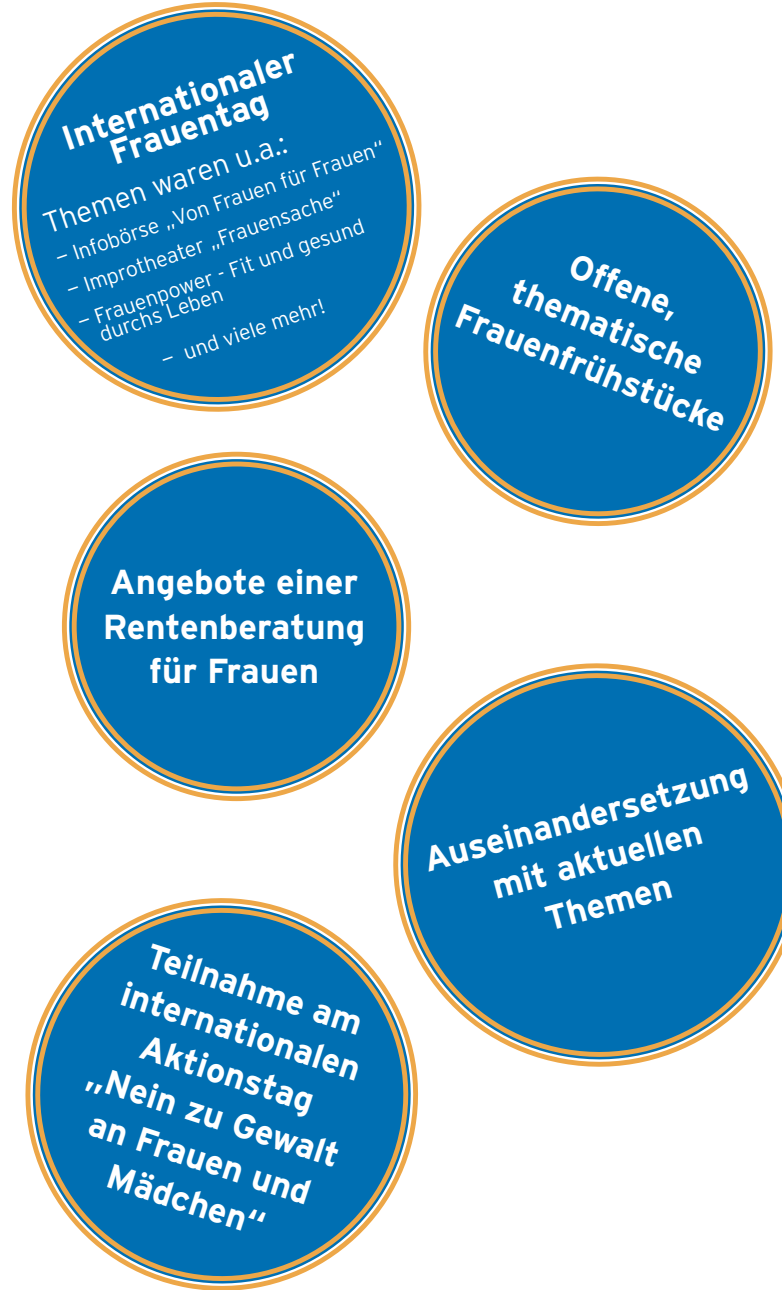 Internationaler
Frauentag
Themen waren u.a.:
– Infobörse „Von Frauen für Frauen“
– Improtheater „Frauensache“
– Frauenpower - Fit und gesund
durchs Leben
– und viele mehr!
Offene,
thematische
Frauenfrühstücke
Angebote einer
Rentenberatung
für Frauen
Auseinandersetzung
mit aktuellen
Themen
Teilnahme am
internationalen
Aktionstag
„Nein zu Gewalt
an Frauen und
Mädchen“